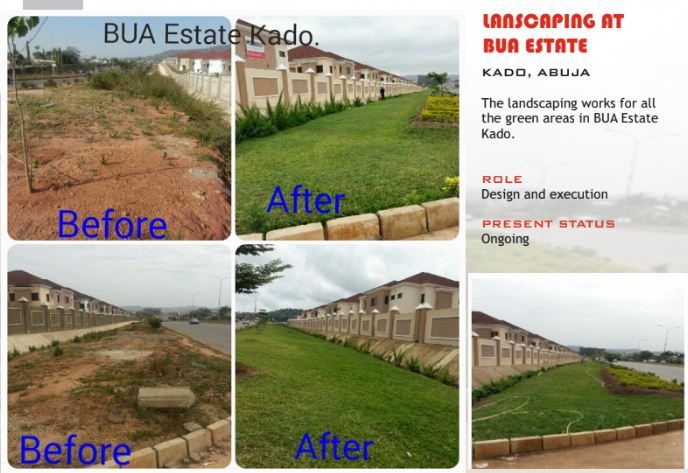 BUA Estate Kado.
Before
After
Before
After
LANSCAPING AT
BUA ESTATE
KADO, ABUJA
The landscaping works for all
the green areas in BUA Estate
Kado.
ROLE
Design and execution
PRESENT STATUS
Ongoing